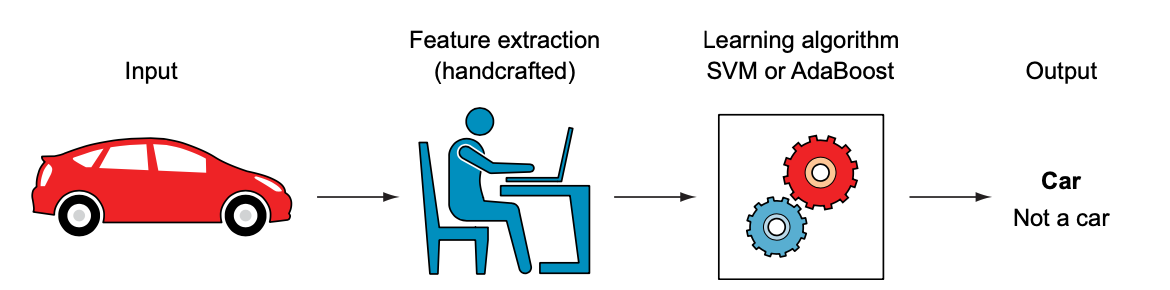 Input
Feature extraction
(handcrafted)
Learning algorithm
SVM or AdaBoost
Output
Car
Not a car